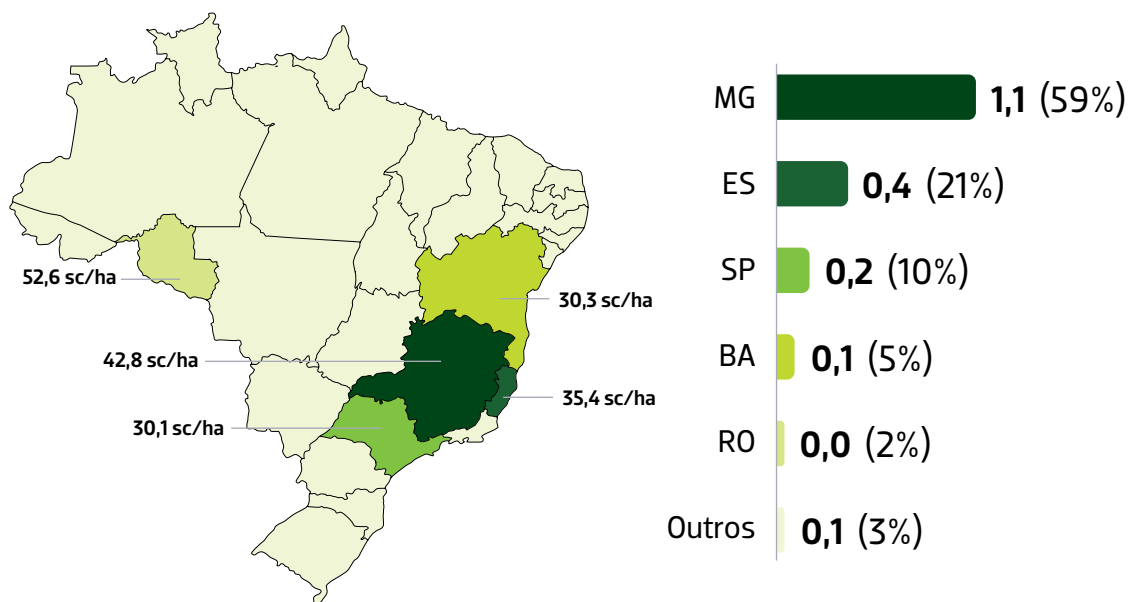 52,6 sc/ha
30,3 sc/ha
42,8 sc/ha
35,4 sc/ha
30,1 sc/ha
MG 1,1 (59%)
ES 0,4 (21%)
SP 0,2 (10%)
BA 0,1 (5%)
RO 0,0 (2%)
Outros 0,1 (3%)